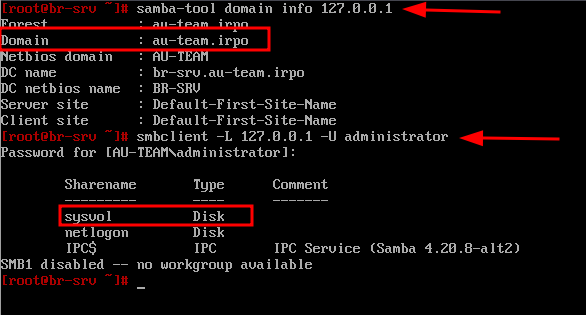 [root@br-srv ~]# samba-tool domain info 127.0.0.1
Forest : au-team.irpo
Domain : au-team.irpo
Netbios domain : AU-TEAM
DC name : br-srv.au-team.irpo
DC netbios name : BR-SRV
Server site : Default-First-Site-Name
Client site : Default-First-Site-Name
[root@br-srv ~]# smbclient -L 127.0.0.1 -U administrator
Password for [AU-TEAM\administrator]:
Sharename Type Comment
--------- ---- -------
sysvol Disk
netlogon Disk
IPC$ IPC IPC Service (Samba 4.20.8-alt2)
SMB1 disabled -- no workgroup available
[root@br-srv ~]# _